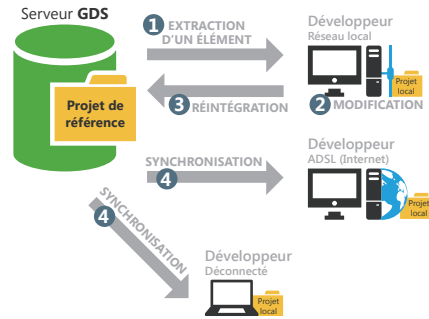 Serveur GDS
Projet de
référence
1 EXTRACTION
D'UN ÉLÉMENT
Développeur
Réseau local
Projet
local
3 RÉINTÉGRATION
2 MODIFICATION
SYNCHRONISATION
4
Développeur
ADSL (Internet)
Projet
local
SYNCHRONISATION
4
Développeur
Déconnecté
Projet
local